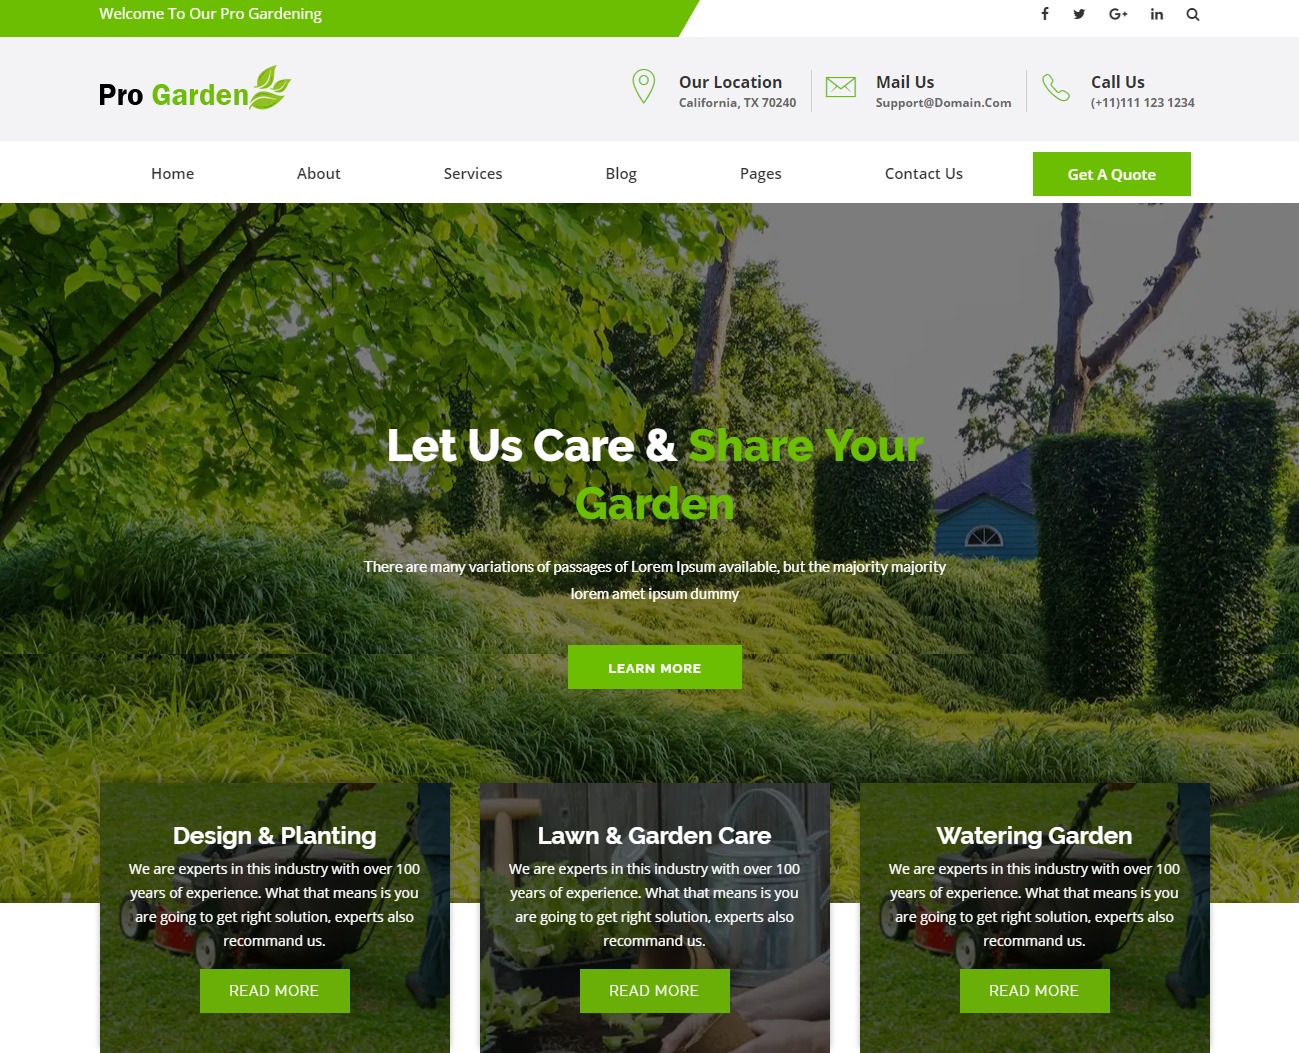 Welcome To Our Pro Gardening
Pro Garden
Our Location
California, TX 70240
Mail Us
Support@Domain.Com
Call Us
(+11)111 123 1234
Home
About
Services
Blog
Pages
Contact Us
Get A Quote
Let Us Care & Share Your
Garden
There are many variations of passages of Lorem Ipsum available, but the majority majority
lorem amet ipsum dummy
LEARN MORE
Design & Planting
We are experts in this industry with over 100
years of experience. What that means is you
are going to get right solution, experts also
recommand us.
READ MORE
Lawn & Garden Care
We are experts in this industry with over 100
years of experience. What that means is you
are going to get right solution, experts also
recommand us.
READ MORE
Watering Garden
We are experts in this industry with over 100
years of experience. What that means is you
are going to get right solution, experts also
recommand us.
READ MORE